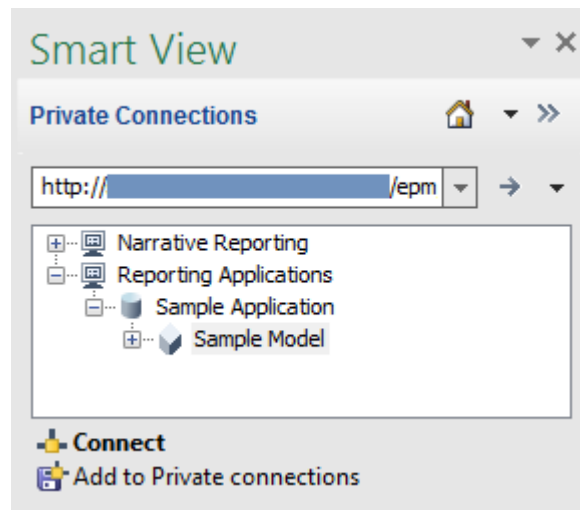 Smart View
Private Connections
http:// /epm
Narrative Reporting
Reporting Applications
Sample Application
Sample Model
Connect
Add to Private connections